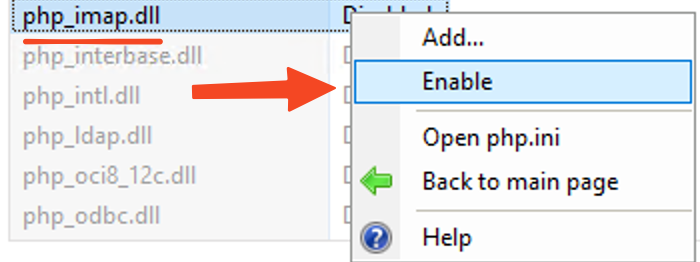 php_imap.dll
Add...
php_interbase.dll
Enable
php_intl.dll
php_ldap.dll
Open php.ini
php_oci8_12c.dll
Back to main page
php_odbc.dll
Help